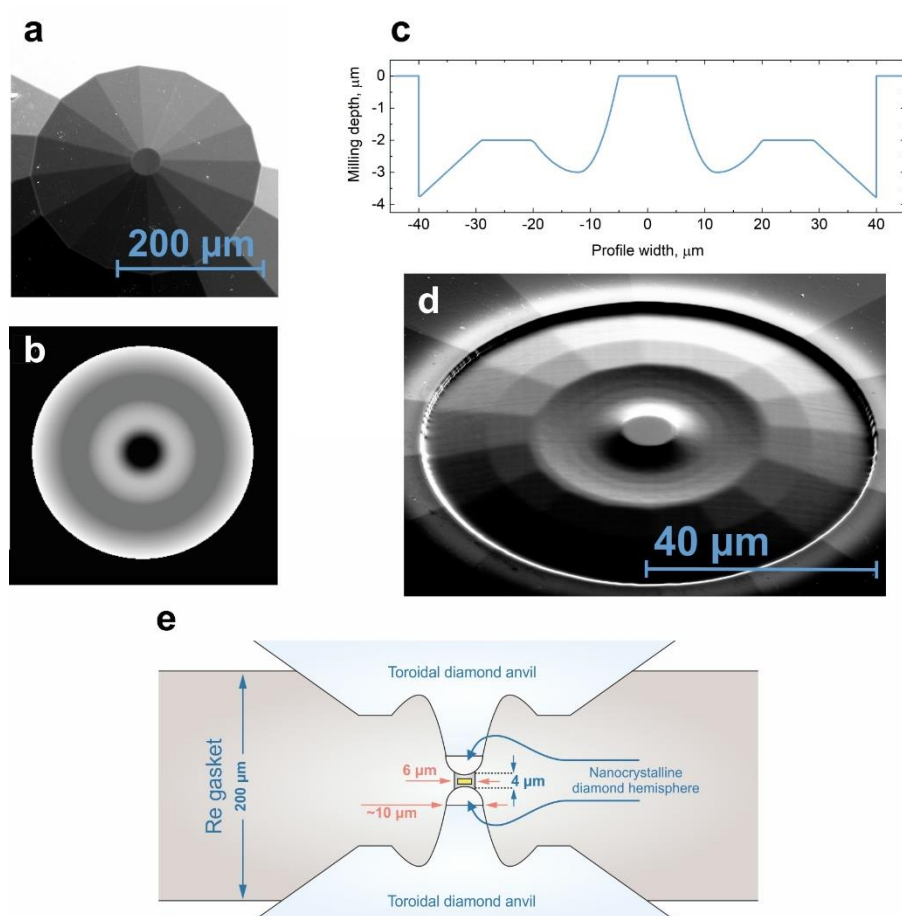 a
200 µm
b
c
Milling depth, µm
0
-1
-2
-3
-4
-40 -30 -20 -10 0 10 20 30 40
Profile width, µm
d
40 µm
e
Toroidal diamond anvil
Re gasket
200 µm
6 µm
4 µm
~10 µm
Nanocrystalline
diamond hemisphere
Toroidal diamond anvil